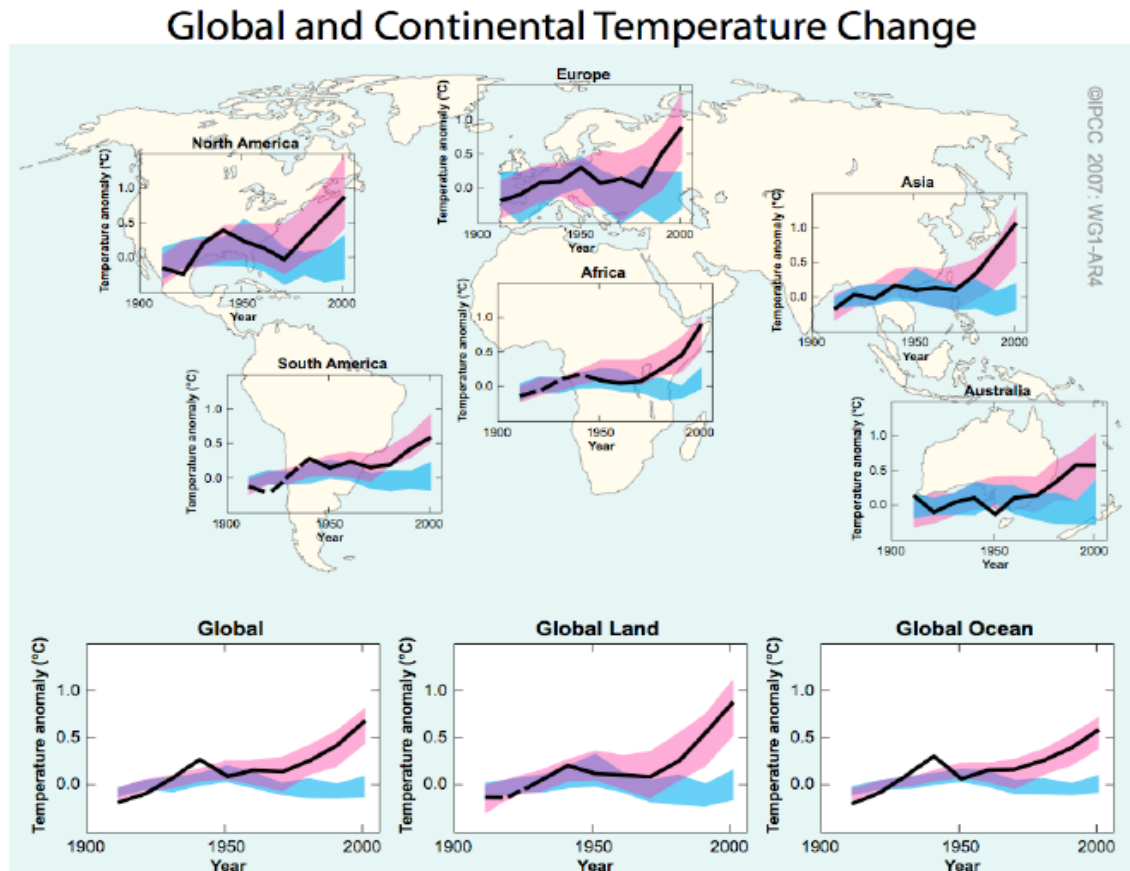 Global and Continental Temperature Change
©IPCC 2007: WG1-AR4
North America
Temperature anomaly (°C)
1.0
0.5
0.0
1900
1950
2000
Year
Europe
Temperature anomaly (°C)
1.0
0.5
0.0
1900
1950
2000
Year
Asia
Temperature anomaly (°C)
1.0
0.5
0.0
1900
1950
2000
Year
Africa
Temperature anomaly (°C)
1.0
0.5
0.0
1900
1950
2000
Year
South America
Temperature anomaly (°C)
1.0
0.5
0.0
1900
1950
2000
Year
Australia
Temperature anomaly (°C)
1.0
0.5
0.0
1900
1950
2000
Year
Global
Temperature anomaly (°C)
1.0
0.5
0.0
1900
1950
2000
Year
Global Land
Temperature anomaly (°C)
1.0
0.5
0.0
1900
1950
2000
Year
Global Ocean
Temperature anomaly (°C)
1.0
0.5
0.0
1900
1950
2000
Year